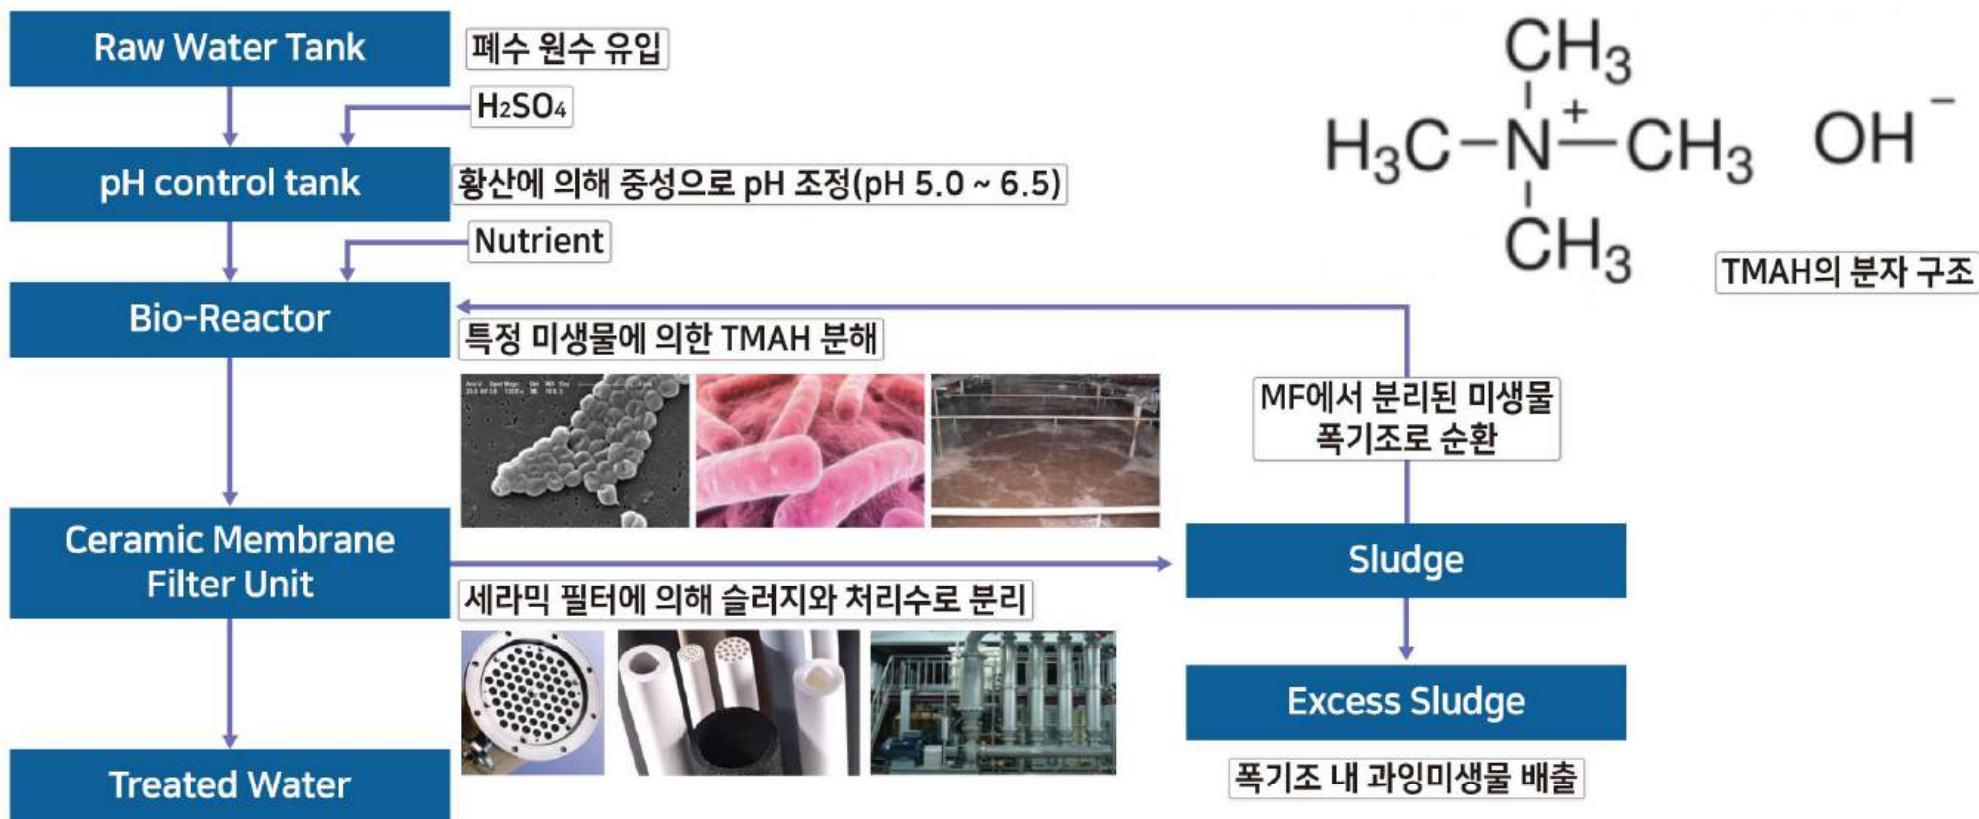 Raw Water Tank
폐수 원수 유입
H₂SO₄
pH control tank
황산에 의해 중성으로 pH 조정(pH 5.0 ~ 6.5)
Nutrient
Bio-Reactor
특정 미생물에 의한 TMAH 분해
Ceramic Membrane
Filter Unit
세라믹 필터에 의해 슬러지와 처리수로 분리
Treated Water
CH₃
H₃C－N⁺－CH₃ OH⁻
CH₃
TMAH의 분자 구조
MF에서 분리된 미생물
폭기조로 순환
Sludge
Excess Sludge
폭기조 내 과잉미생물 배출